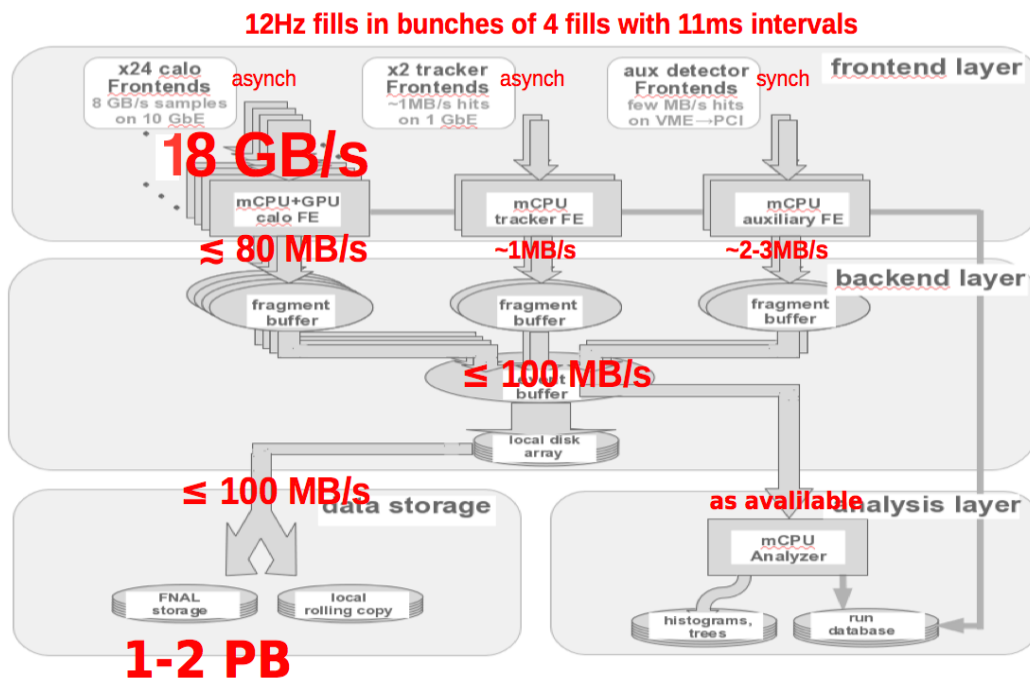 12Hz fills in bunches of 4 fills with 11ms intervals
x24 calo
Frontends
8 GB/s samples
on 10 GbE
asynch
x2 tracker
Frontends
~1MB/s hits
on 1 GbE
asynch
aux detector
Frontends
few MB/s hits
on VME→PCI
synch
frontend layer
18 GB/s
mCPU+GPU
calo FE
mCPU
tracker FE
mCPU
auxiliary FE
≲ 80 MB/s
~1MB/s
~2-3MB/s
backend layer
fragment
buffer
fragment
buffer
fragment
buffer
≤ 100 MB/s
buffer
local disk
array
≤ 100 MB/s
data storage
as avalilable
analysis layer
mCPU
Analyzer
FNAL
storage
local
rolling copy
histograms,
trees
run
database
1-2 PB